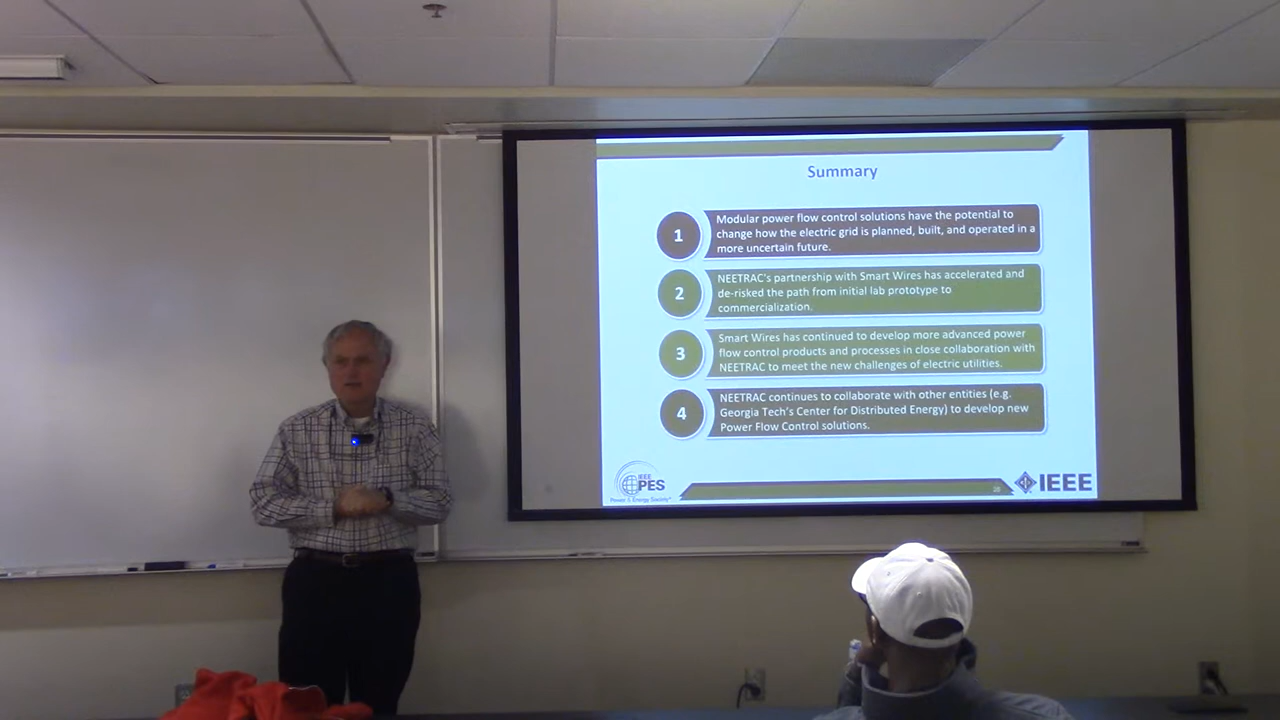 Summary
1
Modular power flow control solutions have the potential to
change how the electric grid is planned, built, and operated in a
more uncertain future.
2
NEETRAC's partnership with Smart Wires has accelerated and
de-risked the path from initial lab prototype to
commercialization.
3
Smart Wires has continued to develop more advanced power
flow control products and processes in close collaboration with
NEETRAC to meet the new challenges of electric utilities.
4
NEETRAC continues to collaborate with other entities (e.g.
Georgia Tech's Center for Distributed Energy) to develop new
Power Flow Control solutions.
IEEE
PES
Power & Energy Society
IEEE